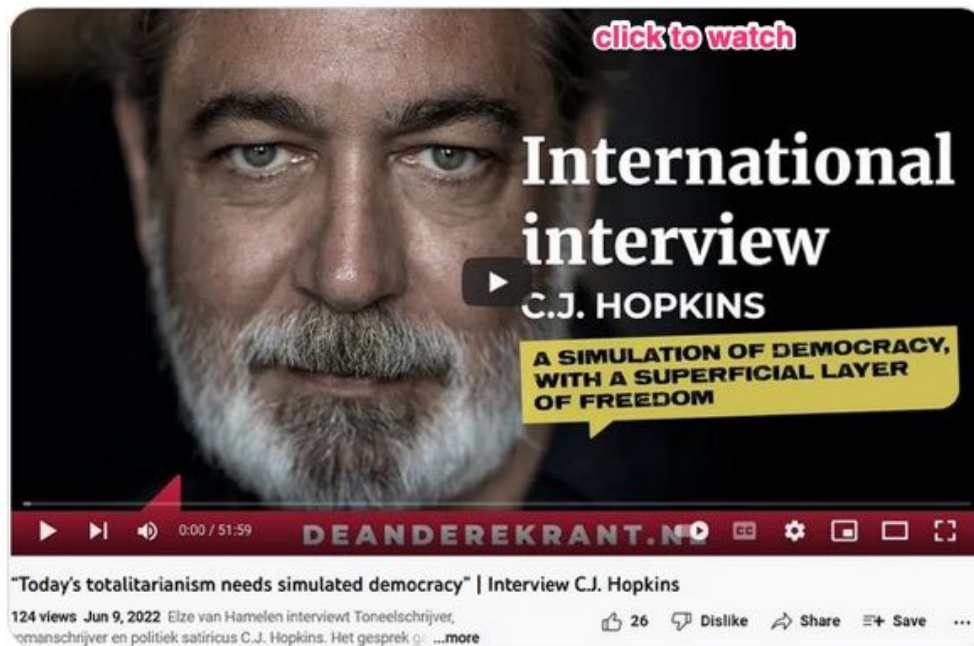 click to watch
International
interview
C.J. HOPKINS
A SIMULATION OF DEMOCRACY,
WITH A SUPERFICIAL LAYER
OF FREEDOM
0:00 / 51:59
DEANDEREKRANT.N
CC
"Today's totalitarianism needs simulated democracy" | Interview C.J. Hopkins
124 views Jun 9, 2022 Elze van Hamelen interviewt Toneelschrijver,
26 Dislike Share Save ...
omanschrijver en politiek satiricus C.J. Hopkins. Het gesprek g ...more